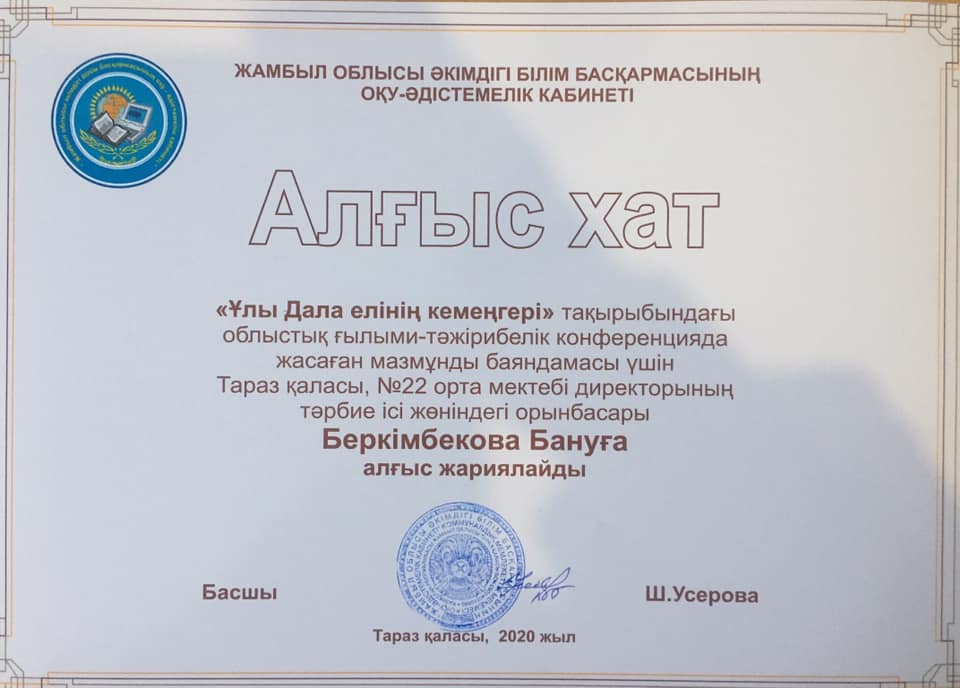 ЖАМБЫЛ ОБЛЫСЫ ӘКІМДІГІ БІЛІМ БАСҚАРМАСЫНЫҢ
ОҚУ-ӘДІСТЕМЕЛІК КАБИНЕТІ
Алғыс хат
«Ұлы Дала елінің кемеңгері» тақырыбындағы
облыстық ғылыми-тәжірибелік конференцияда
жасаған мазмұнды баяндамасы үшін
Тараз қаласы, №22 орта мектебі директорының
тәрбие ісі жөніндегі орынбасары
Беркімбекова Бануға
алғыс жариялайды
Басшы
Ш.Усерова
Тараз қаласы, 2020 жыл